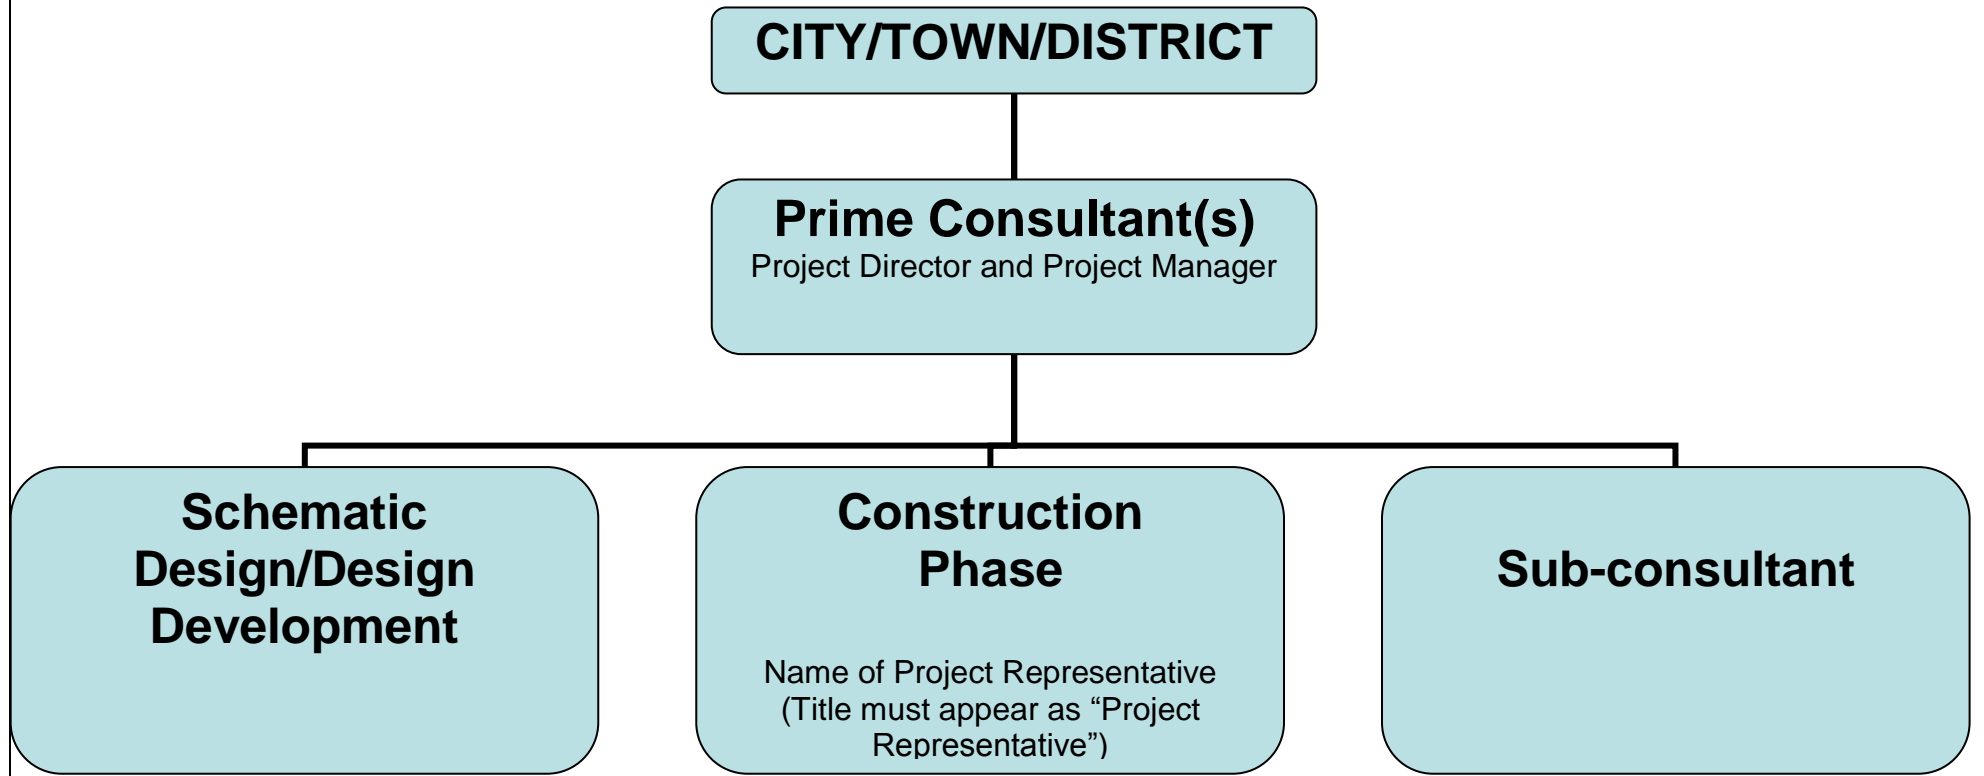 CITY/TOWN/DISTRICT
Prime Consultant(s)
Project Director and Project Manager
Schematic
Design/Design
Development
Construction
Phase
Name of Project Representative
(Title must appear as “Project
Representative”)
Sub-consultant